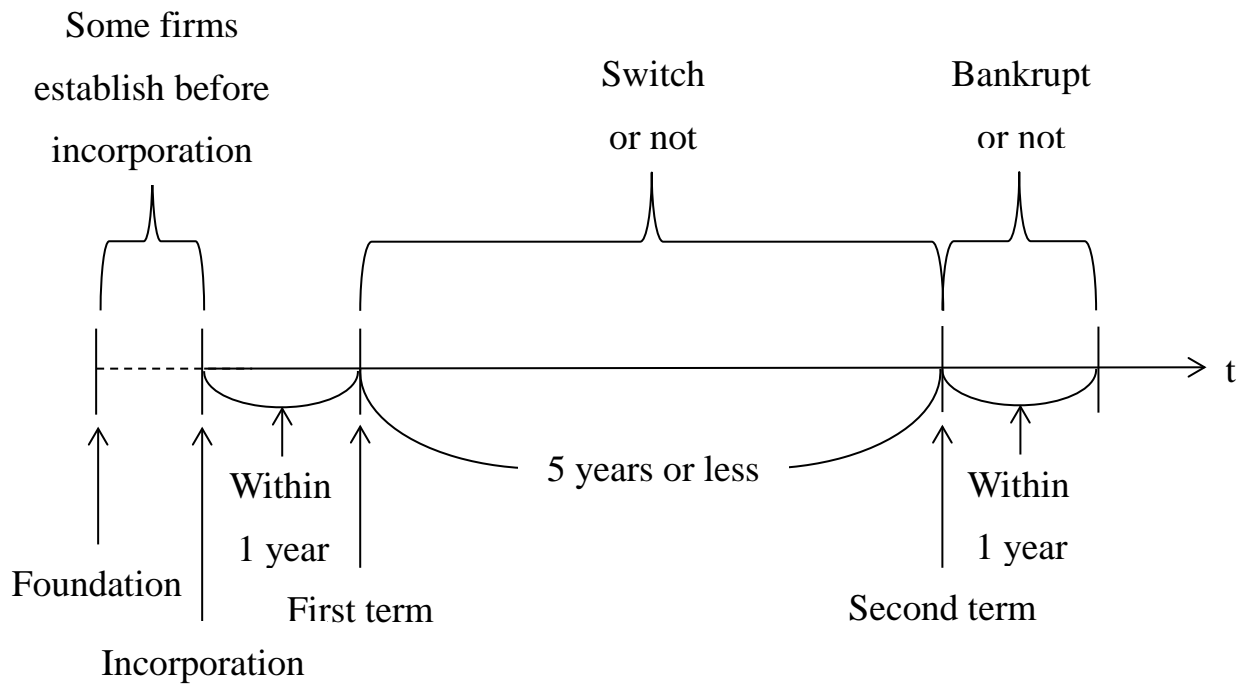 Some firms
establish before
incorporation
Switch
or not
Bankrupt
or not
t
5 years or less
Within
1 year
Within
1 year
Foundation
First term
Second term
Incorporation